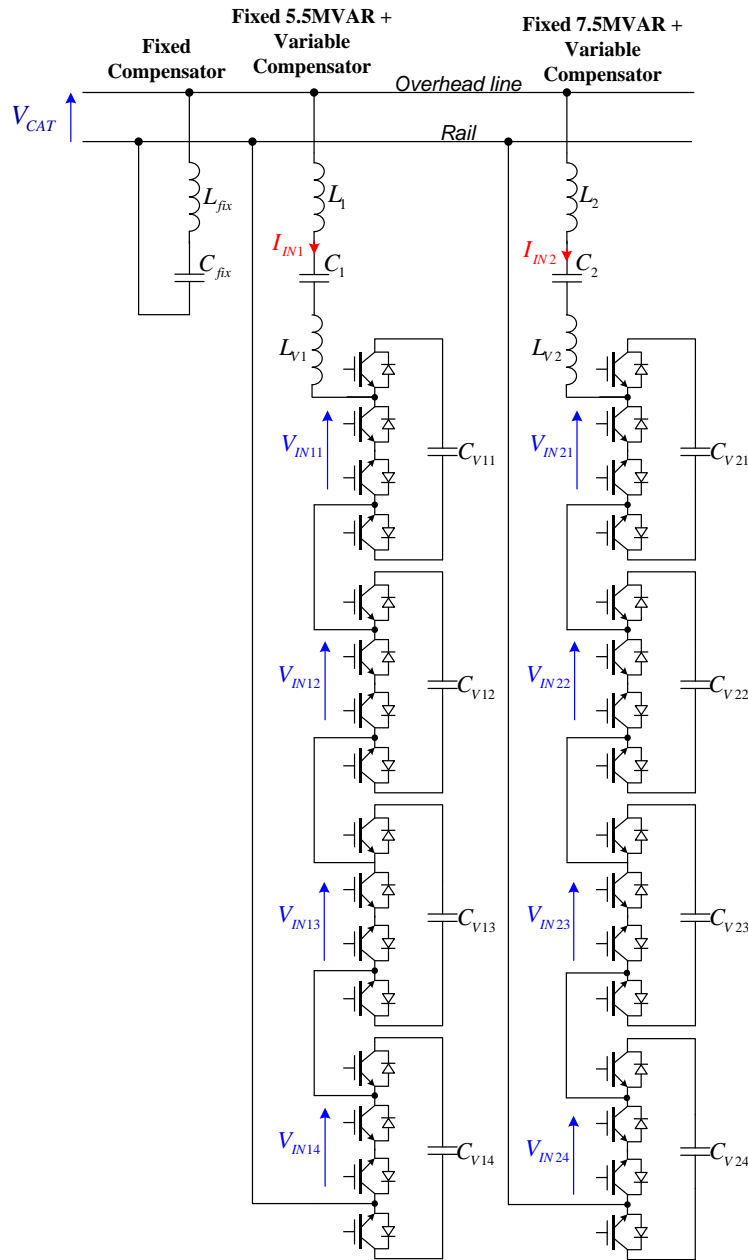 Fixed
Compensator
Fixed 5.5MVAR +
Variable
Compensator
Fixed 7.5MVAR +
Variable
Compensator
Overhead line
V_CAT
Rail
L_fix
L_1
L_2
I_IN1
I_IN2
C_fix
C_1
C_2
L_V1
L_V2
V_IN11
C_V11
V_IN21
C_V21
V_IN12
C_V12
V_IN22
C_V22
V_IN13
C_V13
V_IN23
C_V23
V_IN14
C_V14
V_IN24
C_V24